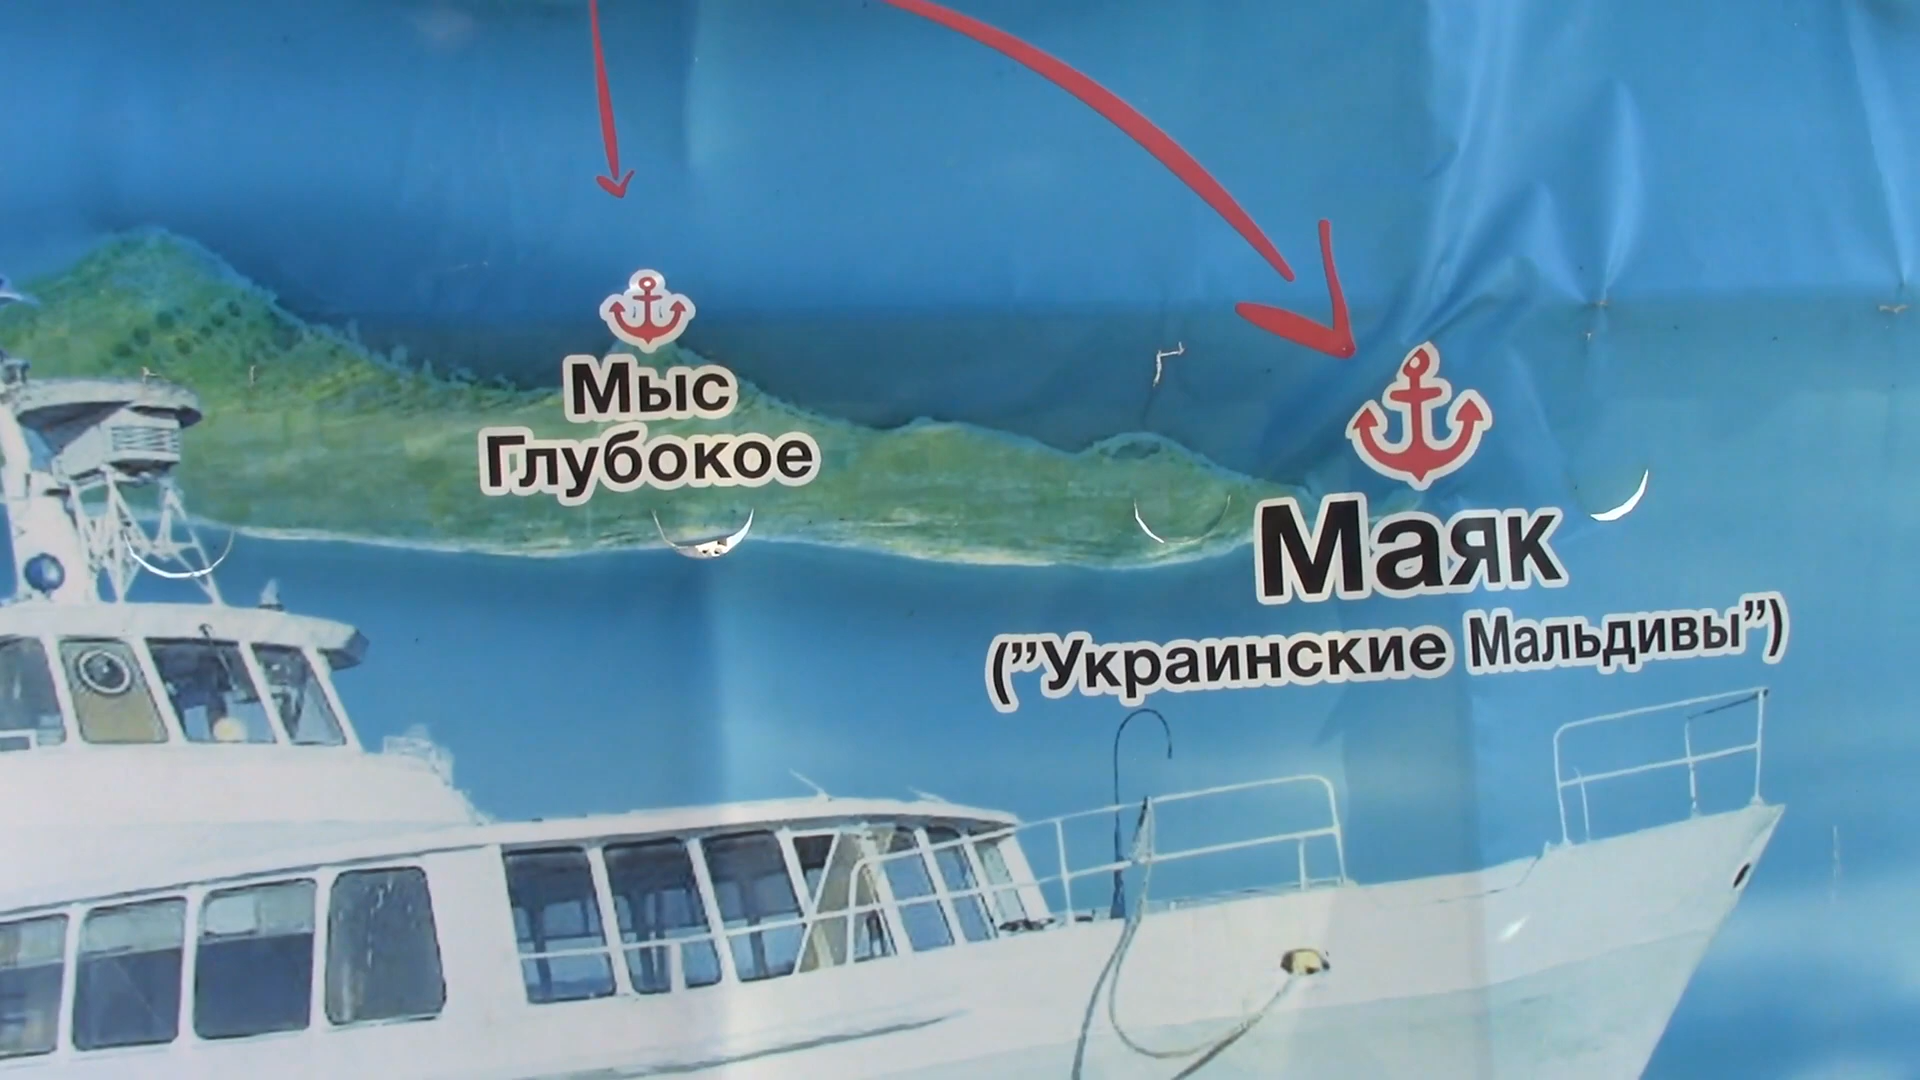 Мыс
Глубокое
Маяк
(”Украинские Мальдивы”)